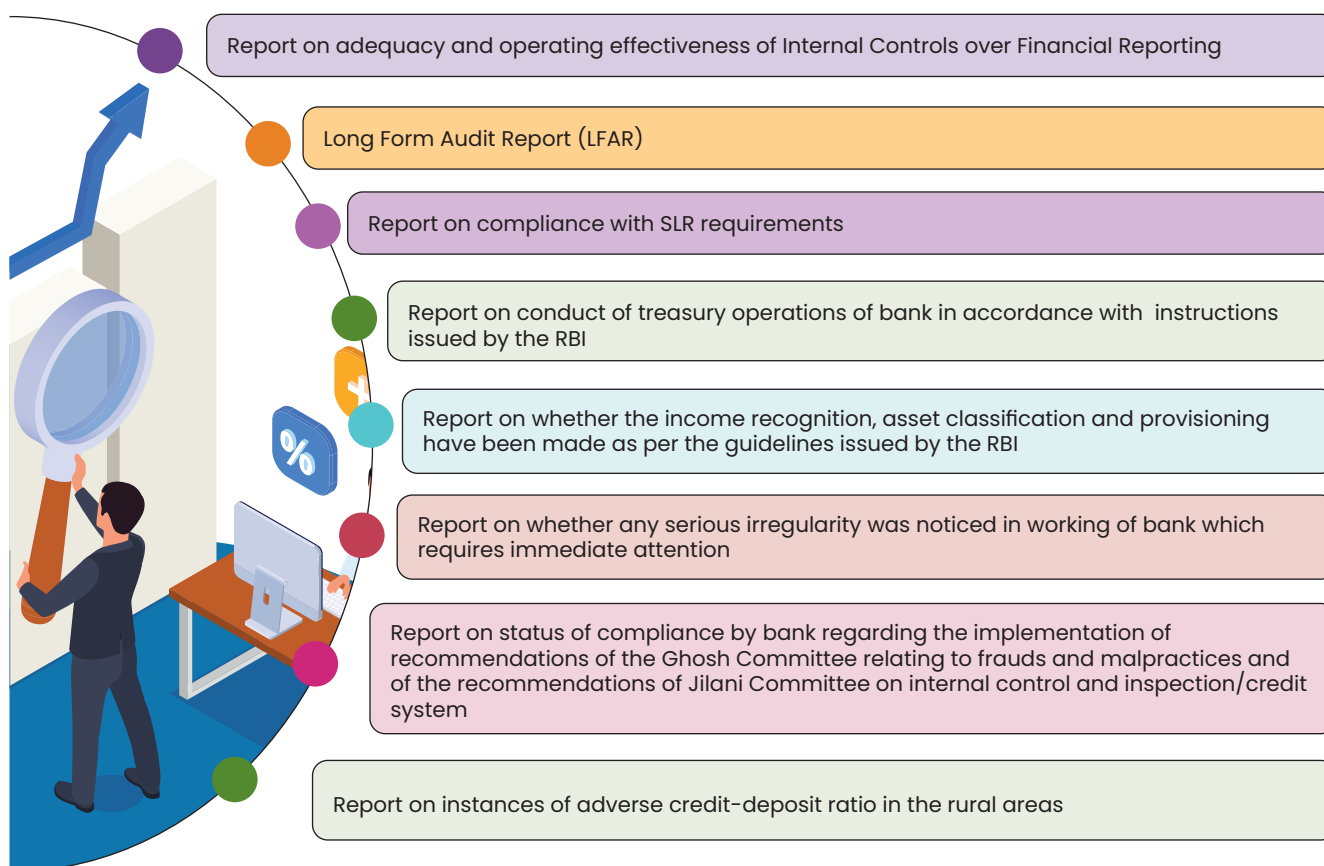 Report on adequacy and operating effectiveness of Internal Controls over Financial Reporting
Long Form Audit Report (LFAR)
Report on compliance with SLR requirements
Report on conduct of treasury operations of bank in accordance with instructions
issued by the RBI
Report on whether the income recognition, asset classification and provisioning
have been made as per the guidelines issued by the RBI
Report on whether any serious irregularity was noticed in working of bank which
requires immediate attention
Report on status of compliance by bank regarding the implementation of
recommendations of the Ghosh Committee relating to frauds and malpractices and
of the recommendations of Jilani Committee on internal control and inspection/credit
system
Report on instances of adverse credit-deposit ratio in the rural areas
+
%